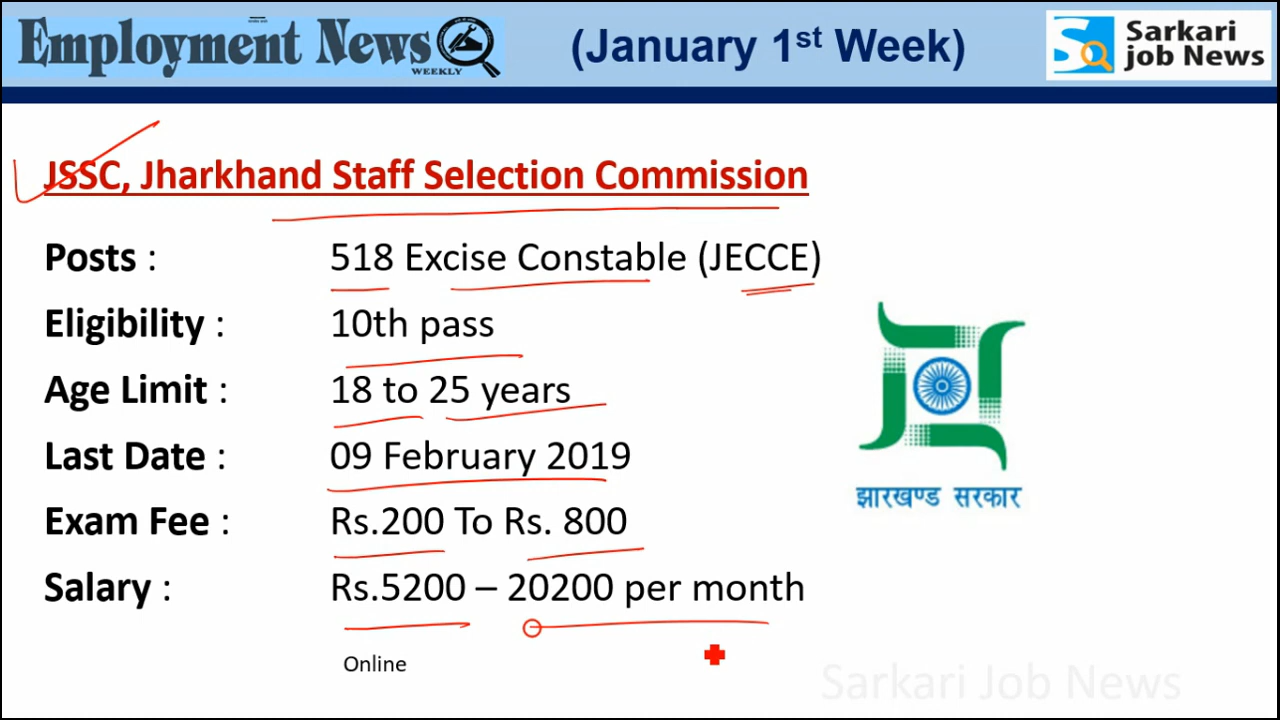 Employment News
WEEKLY
(January 1st Week)
Sarkari
Job News
JSSC, Jharkhand Staff Selection Commission
Posts : 518 Excise Constable (JECCE)
Eligibility : 10th pass
Age Limit : 18 to 25 years
Last Date : 09 February 2019
Exam Fee : Rs.200 To Rs. 800
Salary : Rs.5200 – 20200 per month
झारखण्ड सरकार
Online
Sarkari Job News